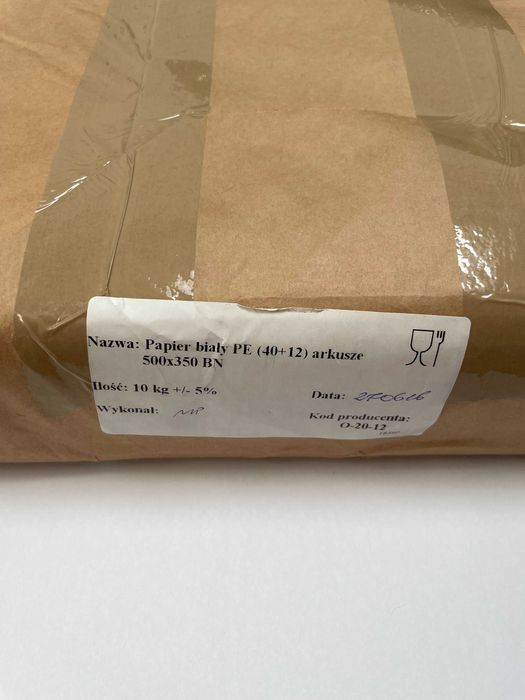 Nazwa: Papier biały PE (40+12) arkusze
500x350 BN
Ilość: 10 kg +/- 5%
Data:
Wykonał: MP
Kod producenta:
O-20-12